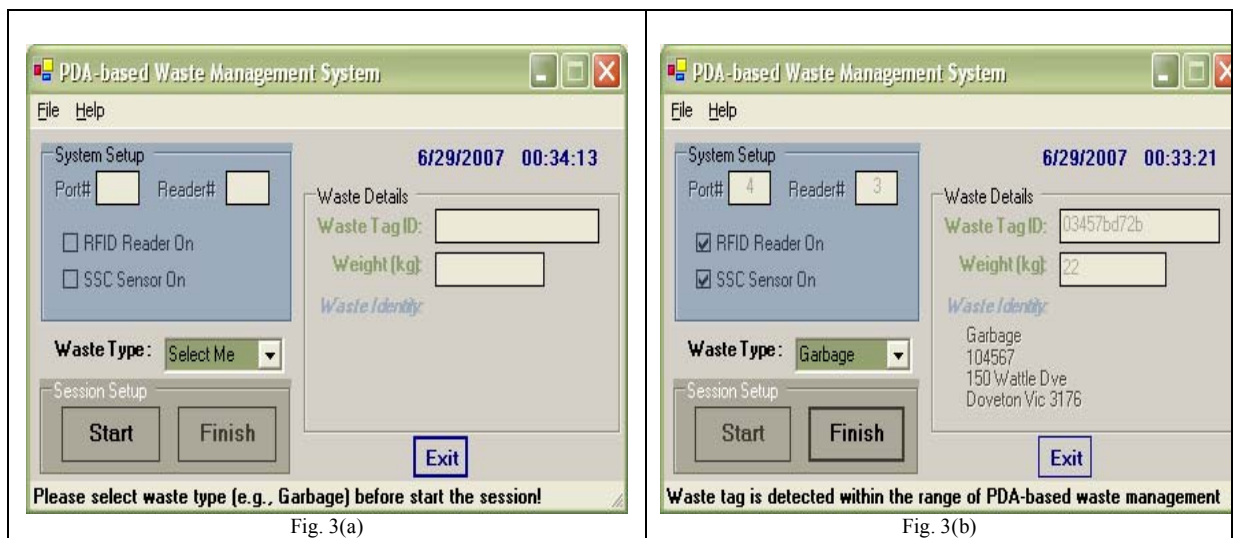 PDA-based Waste Management System
File Help
System Setup
Port# Reader#
RFID Reader On
SSC Sensor On
6/29/2007 00:34:13
Waste Details
Waste Tag ID:
Weight (kg):
Waste Identity:
Waste Type: Select Me
Session Setup
Start Finish
Exit
Please select waste type (e.g., Garbage) before start the session!
Fig. 3(a)
PDA-based Waste Management System
File Help
System Setup
Port# 4 Reader# 3
RFID Reader On
SSC Sensor On
6/29/2007 00:33:21
Waste Details
Waste Tag ID: 03457bd72b
Weight (kg): 22
Waste Identity:
Garbage
104567
150 Wattle Dve
Doveton Vic 3176
Waste Type: Garbage
Session Setup
Start Finish
Exit
Waste tag is detected within the range of PDA-based waste management
Fig. 3(b)